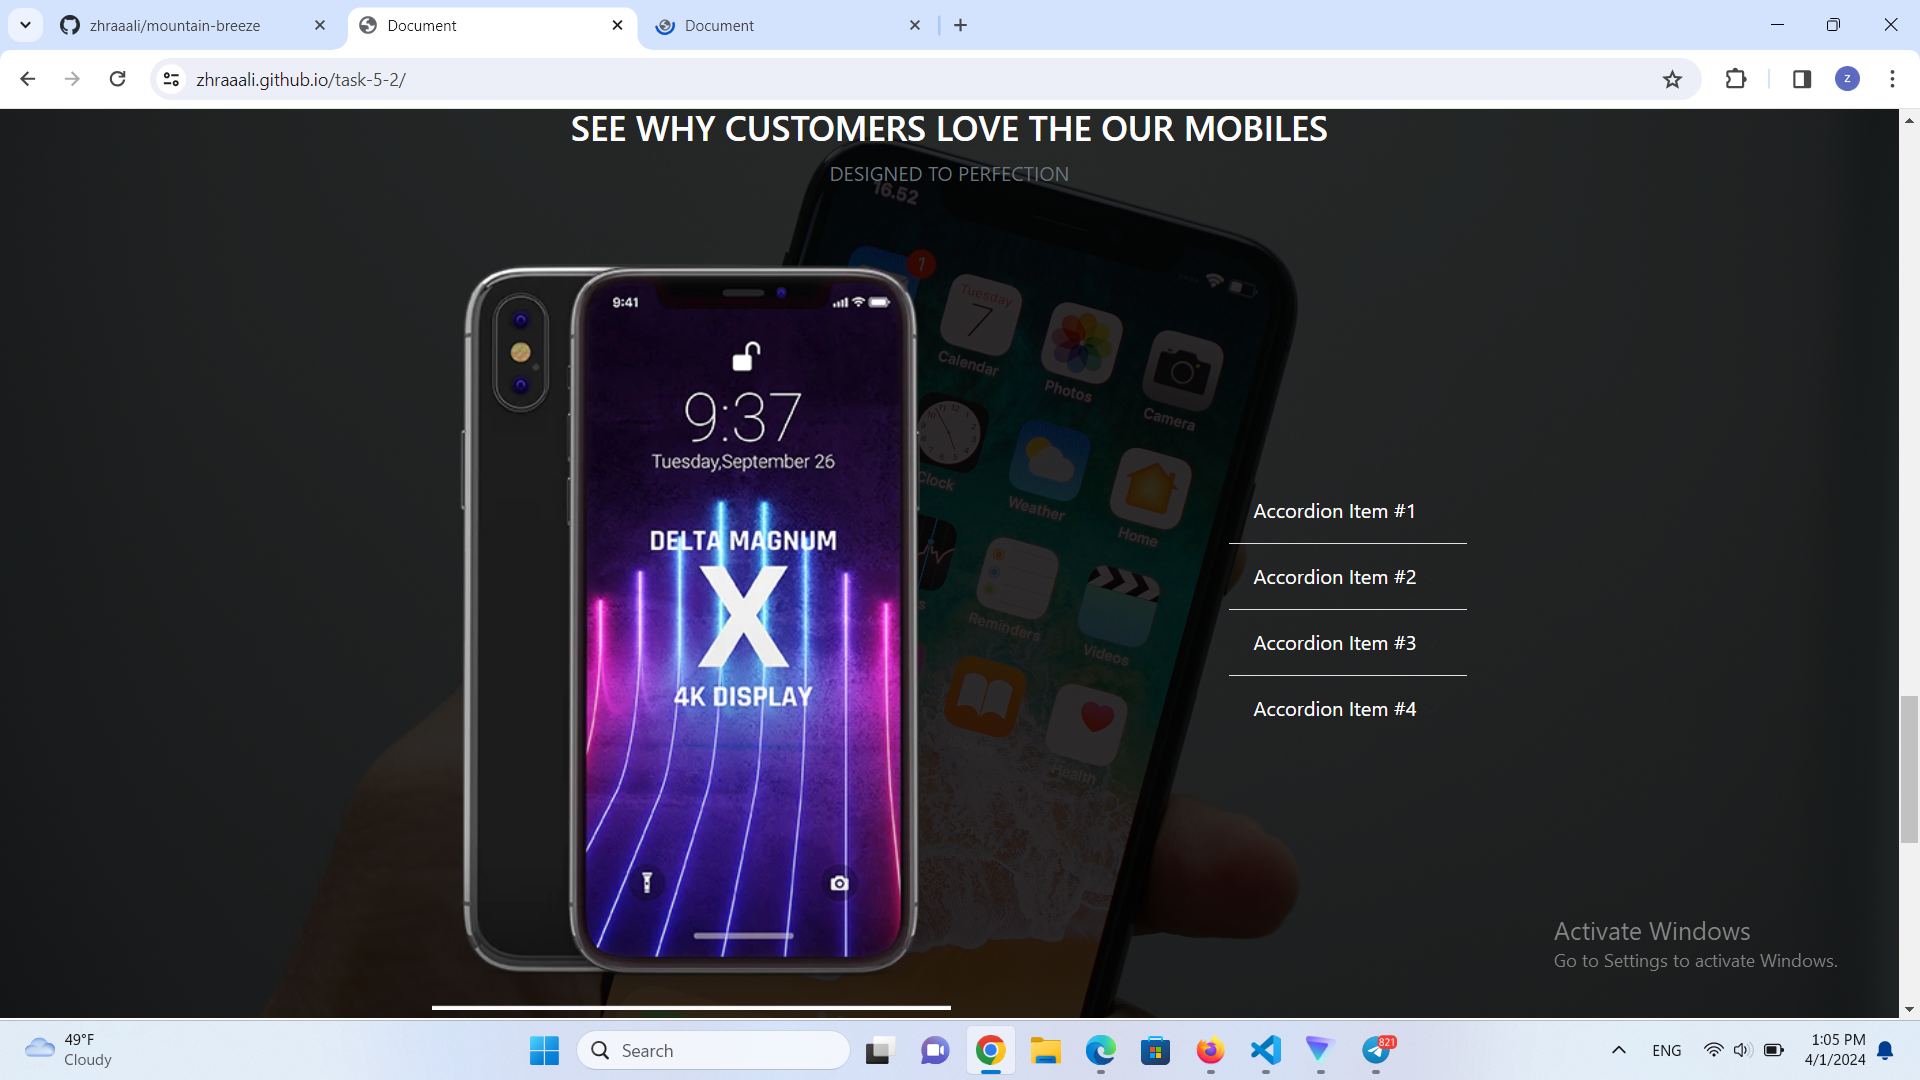 zhraaali/mountain-breeze
Document
Document
zhraaali.github.io/task-5-2/
z
SEE WHY CUSTOMERS LOVE THE OUR MOBILES
DESIGNED TO PERFECTION
16.52
7
Tuesday
7
Calendar
Photos
Camera
Clock
Weather
Home
Reminders
Videos
Health
9:41
9:37
Tuesday,September 26
DELTA MAGNUM
X
4K DISPLAY
Accordion Item #1
Accordion Item #2
Accordion Item #3
Accordion Item #4
Activate Windows
Go to Settings to activate Windows.
49°F
Cloudy
Search
821
ENG
1:05 PM
4/1/2024